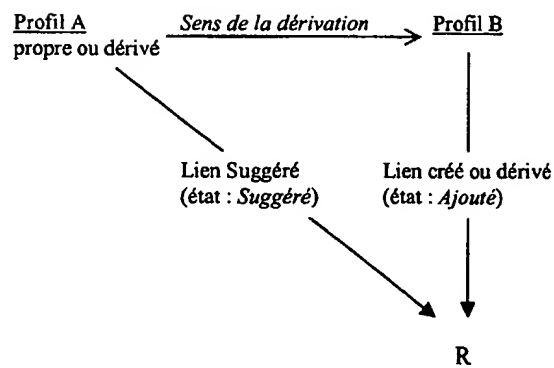 Profil A Sens de la dérivation Profil B
propre ou dérivé
Lien Suggéré Lien créé ou dérivé
(état : Suggéré) (état : Ajouté)
R